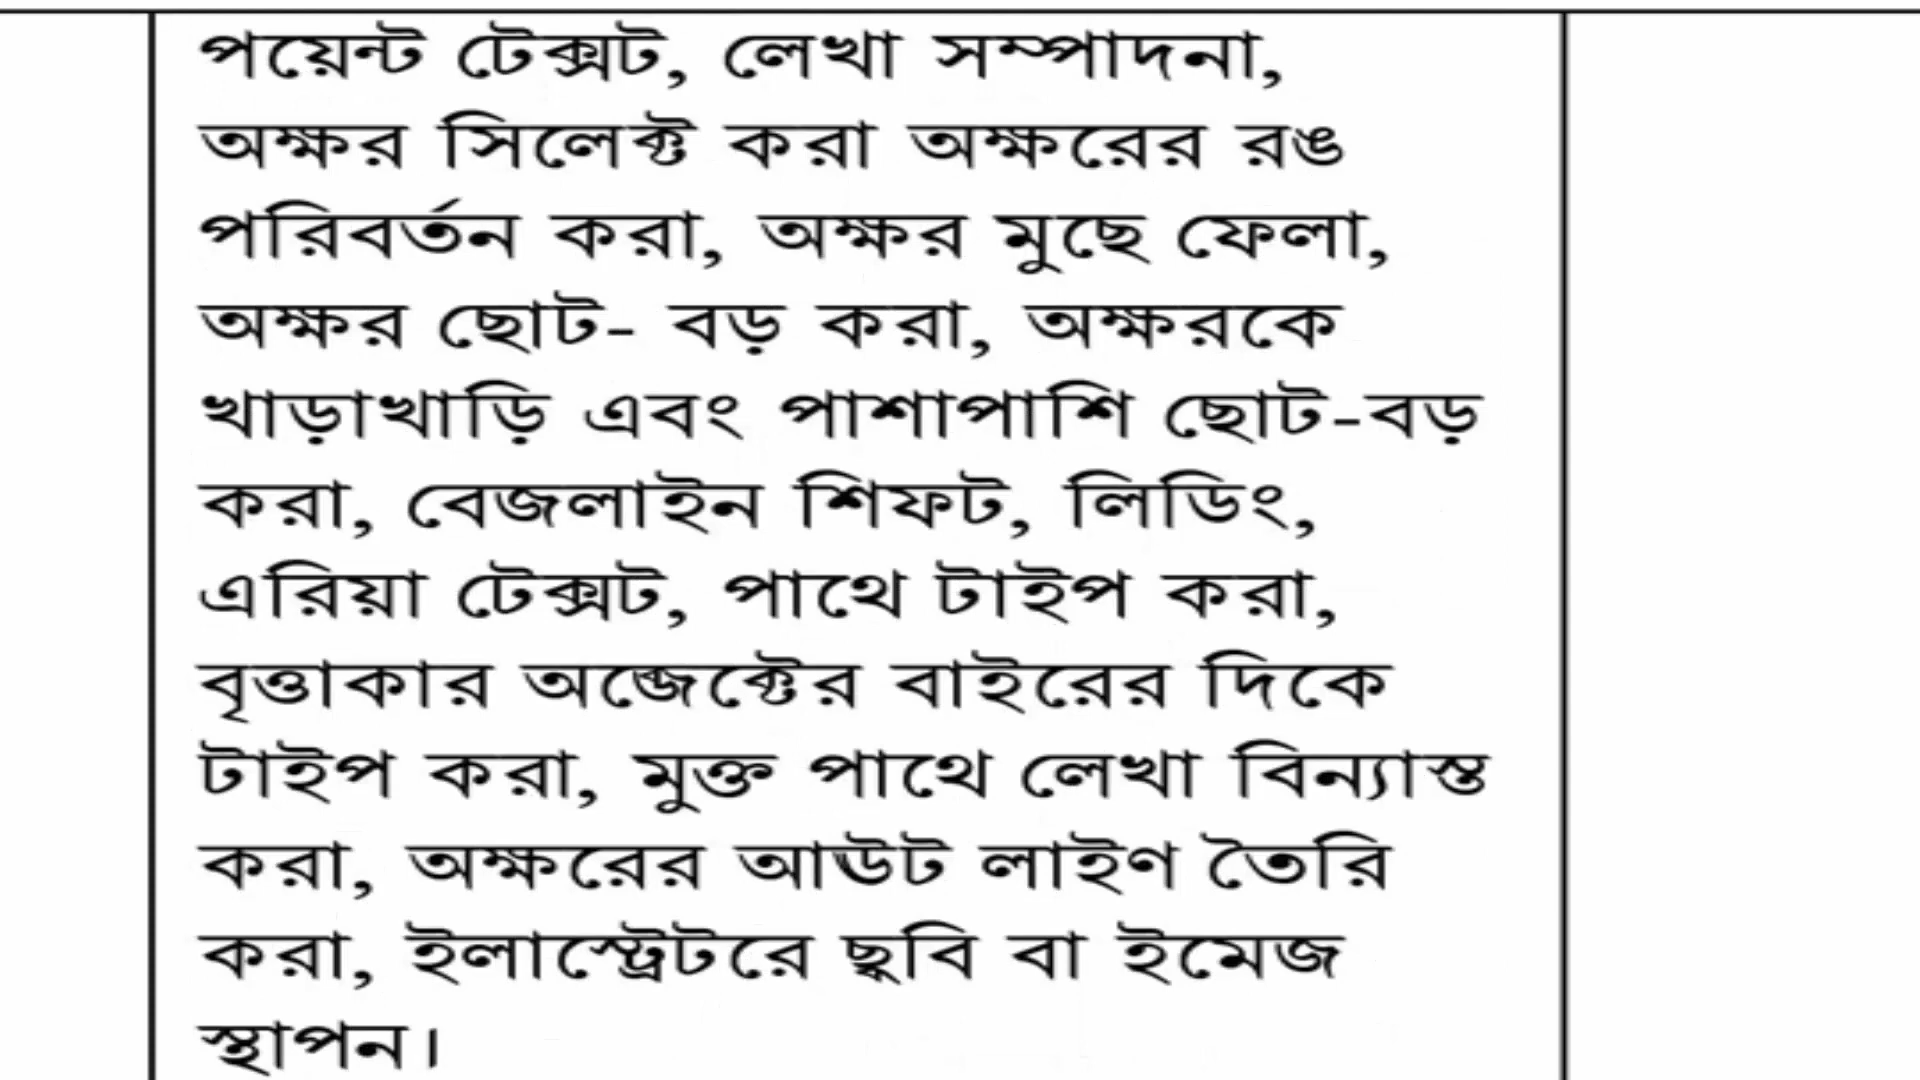 পয়েন্ট টেক্সট, লেখা সম্পাদনা,
অক্ষর সিলেক্ট করা অক্ষরের রঙ
পরিবর্তন করা, অক্ষর মুছে ফেলা,
অক্ষর ছোট- বড় করা, অক্ষরকে
খাড়াখাড়ি এবং পাশাপাশি ছোট-বড়
করা, বেজলাইন শিফট, লিডিং,
এরিয়া টেক্সট, পাথে টাইপ করা,
বৃত্তাকার অব্জেক্টের বাইরের দিকে
টাইপ করা, মুক্ত পাথে লেখা বিন্যাস্ত
করা, অক্ষরের আঊট লাইণ তৈরি
করা, ইলাস্ট্রেটরে ছবি বা ইমেজ
স্থাপন।